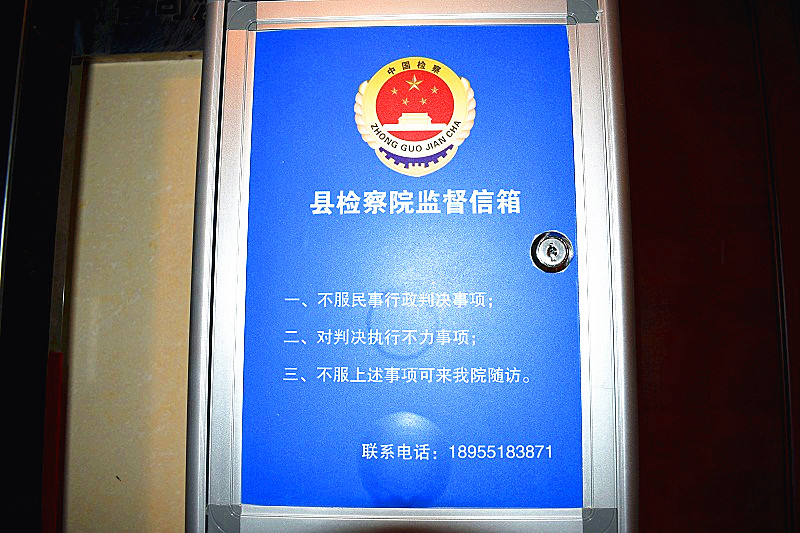 中国检察
ZHONG GUO JIAN CHA
县检察院监督信箱
一、不服民事行政判决事项；
二、对判决执行不力事项；
三、不服上述事项可来我院随访。
联系电话：18955183871